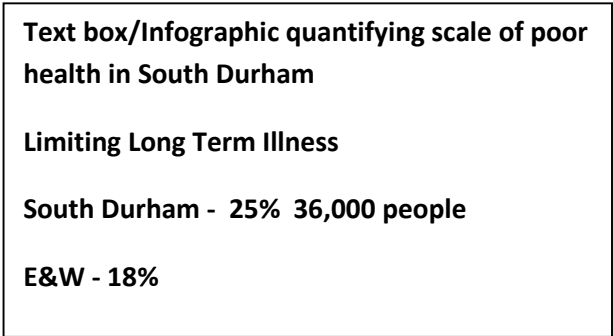 Text box/Infographic quantifying scale of poor
health in South Durham
Limiting Long Term Illness
South Durham - 25% 36,000 people
E&W - 18%